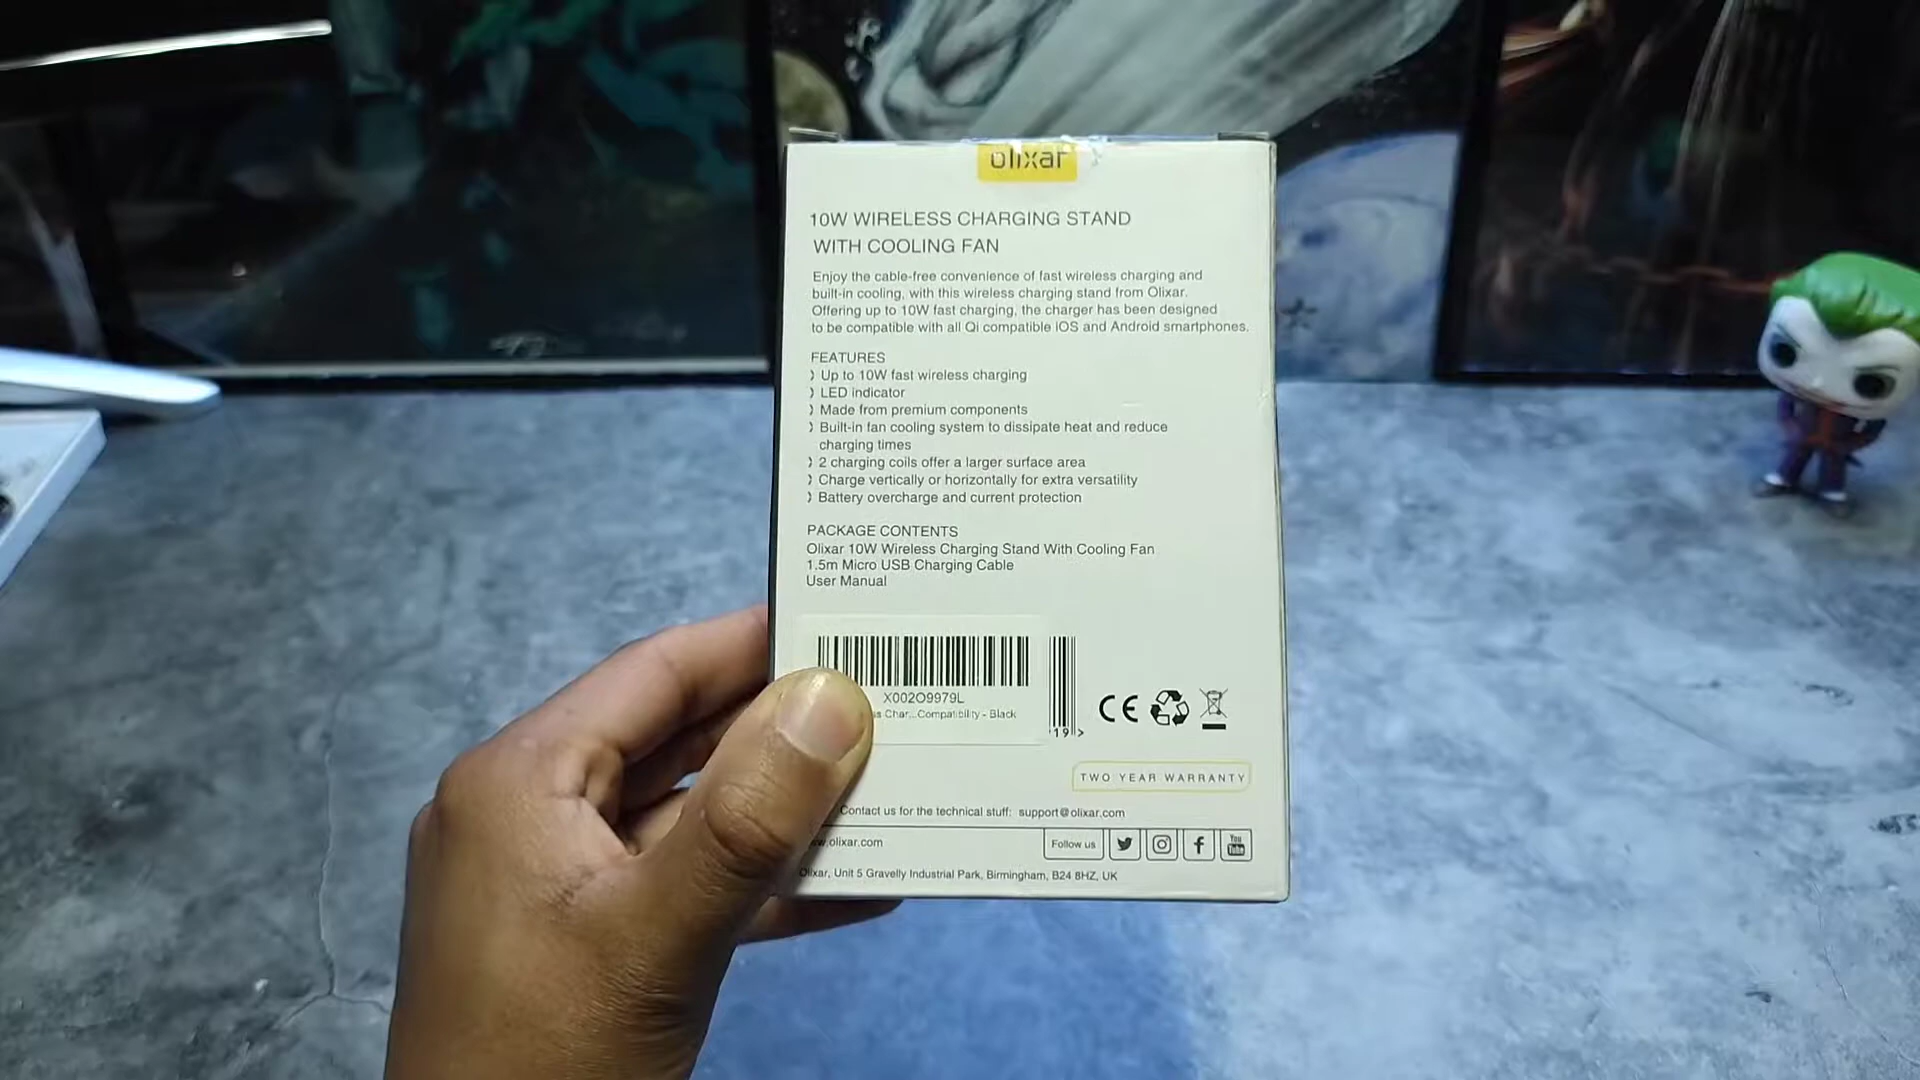 olixar
10W WIRELESS CHARGING STAND
WITH COOLING FAN
Enjoy the cable-free convenience of fast wireless charging and
built-in cooling, with this wireless charging stand from Olixar.
Offering up to 10W fast charging, the charger has been designed
to be compatible with all Qi compatible iOS and Android smartphones.
FEATURES
Up to 10W fast wireless charging
LED indicator
Made from premium components
Built-in fan cooling system to dissipate heat and reduce
charging times
2 charging coils offer a larger surface area
Charge vertically or horizontally for extra versatility
Battery overcharge and current protection
PACKAGE CONTENTS
Olixar 10W Wireless Charging Stand With Cooling Fan
1.5m Micro USB Charging Cable
User Manual
X002O9979L
Char...Compatibility - Black
19 >
CE
TWO YEAR WARRANTY
Contact us for the technical stuff: support@olixar.com
.olixar.com
Follow us
You
Tube
Olixar, Unit 5 Gravelly Industrial Park, Birmingham, B24 8HZ, UK